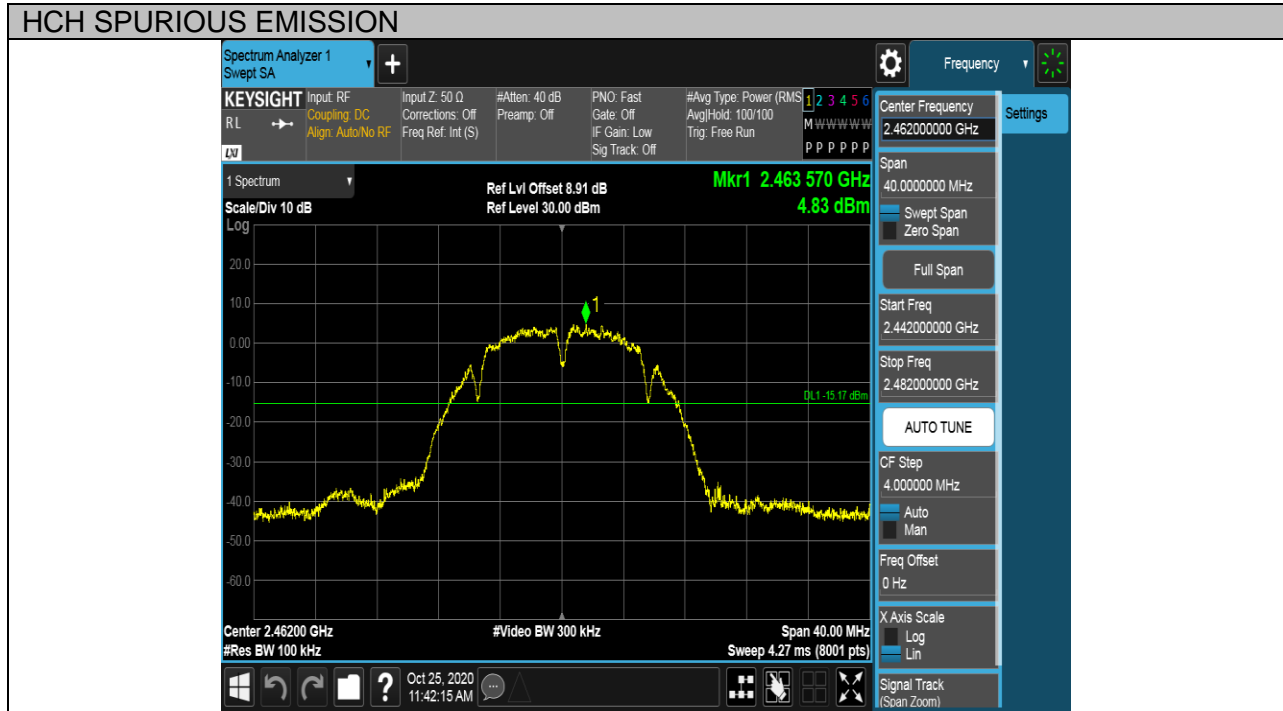 HCH SPURIOUS EMISSION
Spectrum Analyzer 1
Swept SA
+
Frequency
KEYSIGHT
RL
LXI
Input: RF
Coupling: DC
Align: Auto/No RF
Input Z: 50 Ω
Corrections: Off
Freq Ref: Int (S)
#Atten: 40 dB
Preamp: Off
PNO: Fast
Gate: Off
IF Gain: Low
Sig Track: Off
#Avg Type: Power (RMS
Avg|Hold: 100/100
Trig: Free Run
1 2 3 4 5 6
M W W W W W
P P P P P P
1 Spectrum
Scale/Div 10 dB
Log
Ref Lvl Offset 8.91 dB
Ref Level 30.00 dBm
Mkr1 2.463 570 GHz
4.83 dBm
20.0
10.0
0.00
-10.0
-20.0
-30.0
-40.0
-50.0
-60.0
1
DL1 -15.17 dBm
Center 2.46200 GHz
#Res BW 100 kHz
#Video BW 300 kHz
Span 40.00 MHz
Sweep 4.27 ms (8001 pts)
?
Oct 25, 2020
11:42:15 AM
Center Frequency
2.462000000 GHz
Settings
Span
40.0000000 MHz
Swept Span
Zero Span
Full Span
Start Freq
2.442000000 GHz
Stop Freq
2.482000000 GHz
AUTO TUNE
CF Step
4.000000 MHz
Auto
Man
Freq Offset
0 Hz
X Axis Scale
Log
Lin
Signal Track
(Span Zoom)